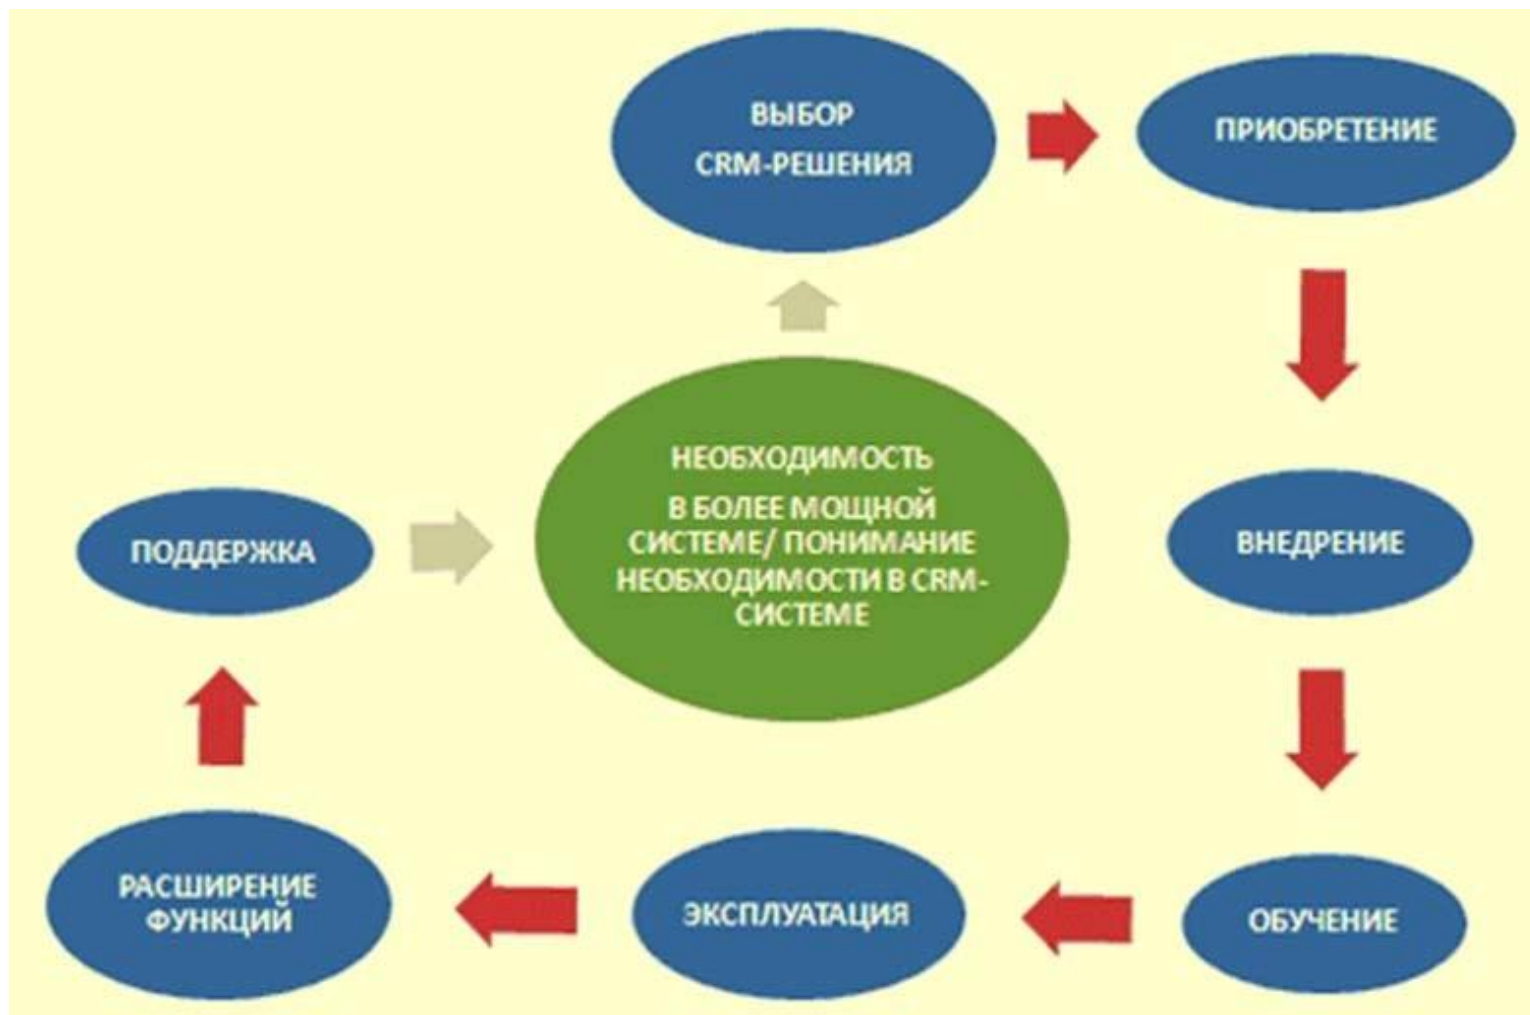 ВЫБОР
CRM-РЕШЕНИЯ
ПРИОБРЕТЕНИЕ
НЕОБХОДИМОСТЬ
В БОЛЕЕ МОЩНОЙ
СИСТЕМЕ/ ПОНИМАНИЕ
НЕОБХОДИМОСТИ В CRM-
СИСТЕМЕ
ПОДДЕРЖКА
ВНЕДРЕНИЕ
РАСШИРЕНИЕ
ФУНКЦИЙ
ЭКСПЛУАТАЦИЯ
ОБУЧЕНИЕ